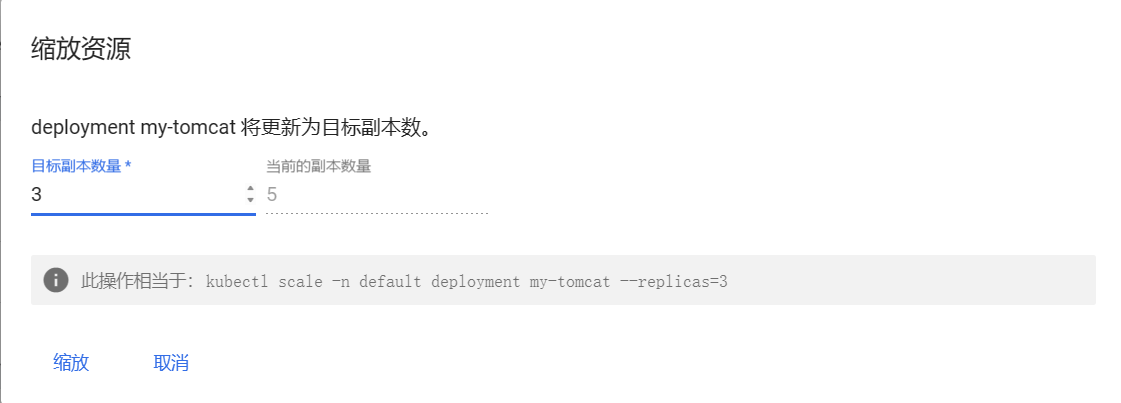 缩放资源
deployment my-tomcat 将更新为目标副本数。
目标副本数量 * 当前的副本数量
3 5
此操作相当于：kubectl scale -n default deployment my-tomcat --replicas=3
缩放 取消